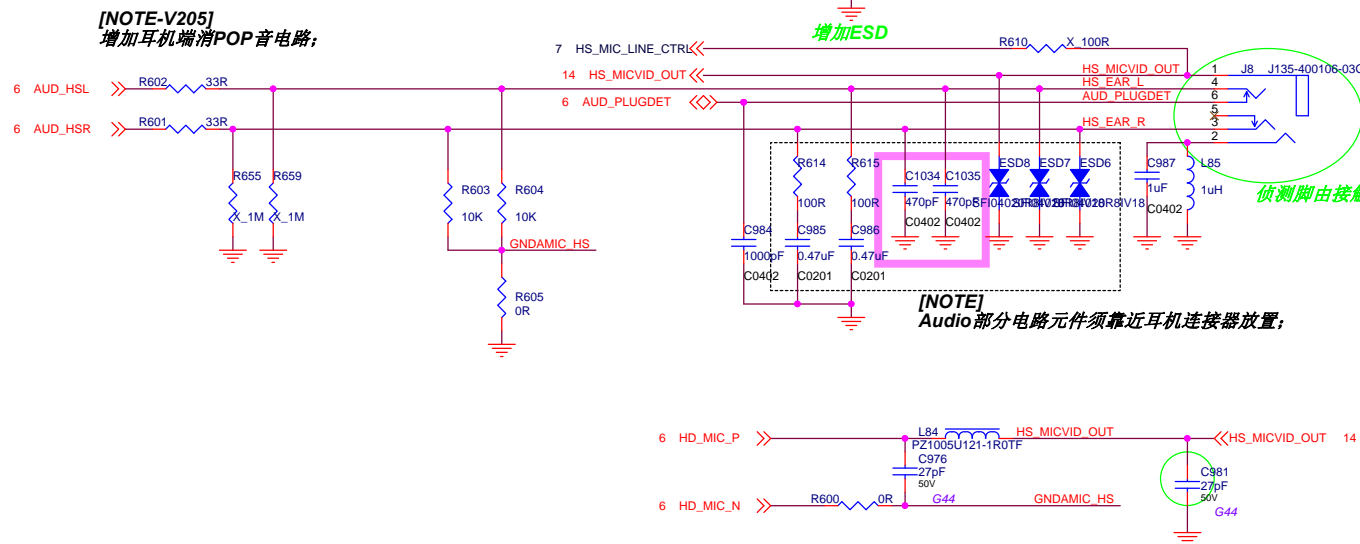 [NOTE-V205]
增加耳机端消POP音电路；
增加ESD
7 HS_MIC_LINE_CTRL
R610 X_100R
14 HS_MICVID_OUT
HS_MICVID_OUT 1 J8 J135-400106-03
6 AUD_HSL R602 33R
HS_EAR_L 4
6 AUD_PLUGDET
AUD_PLUGDET 6
5
6 AUD_HSR R601 33R
HS_EAR_R 3
2
R655 R659
X_1M X_1M
R603 R604
10K 10K
GNDAMIC_HS
R605
0R
R614 R615
100R 100R
C984 C985 C986
1000pF 0.47uF 0.47uF
C0402 C0201 C0201
C1034 C1035
470pF 470pF
C0402 C0402
ESD8 ESD7 ESD6
C987 L85
1uF 1uH
C0402
侦测脚由接触
[NOTE]
Audio部分电路元件须靠近耳机连接器放置；
6 HD_MIC_P L84 HS_MICVID_OUT HS_MICVID_OUT 14
PZ1005U121-1R0TF
C976
27pF
50V
G44
C981
27pF
50V
G44
6 HD_MIC_N R600 0R GNDAMIC_HS